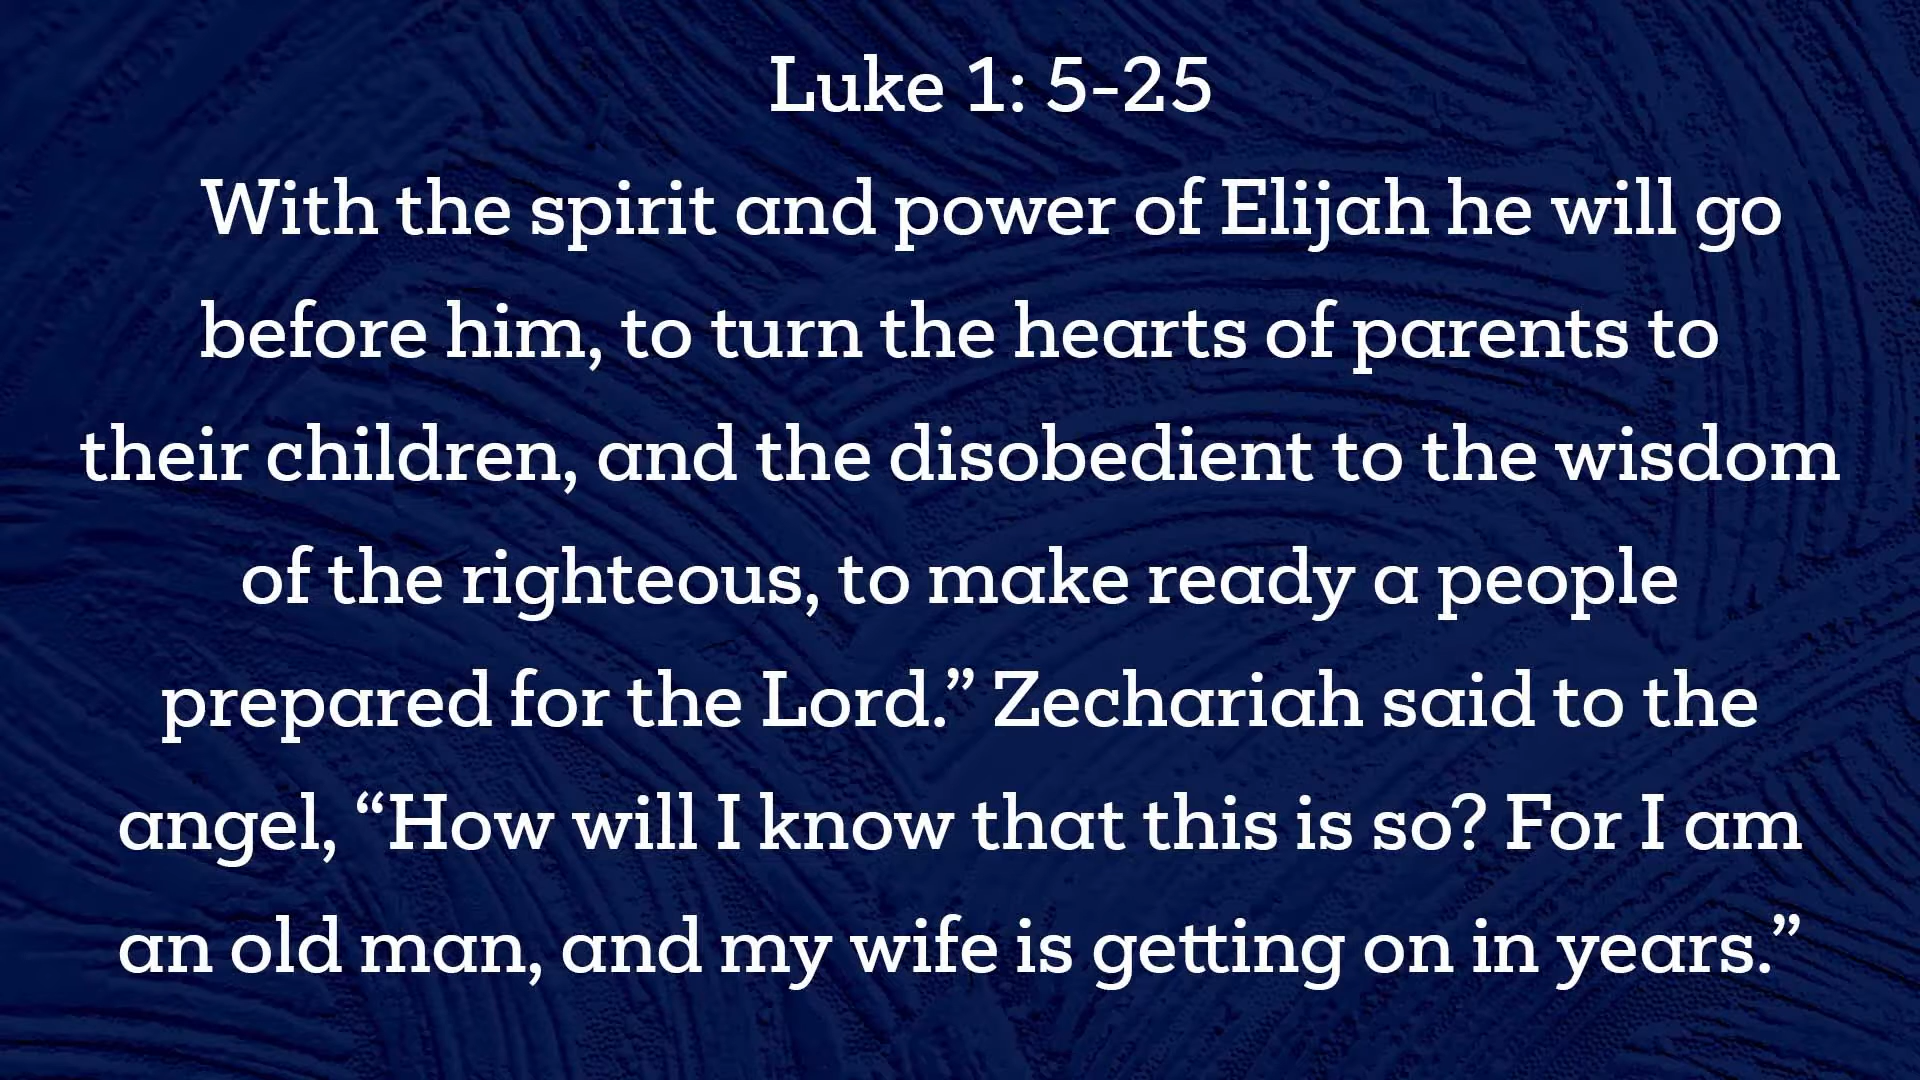 Luke 1: 5-25
With the spirit and power of Elijah he will go
before him, to turn the hearts of parents to
their children, and the disobedient to the wisdom
of the righteous, to make ready a people
prepared for the Lord.” Zechariah said to the
angel, “How will I know that this is so? For I am
an old man, and my wife is getting on in years.”